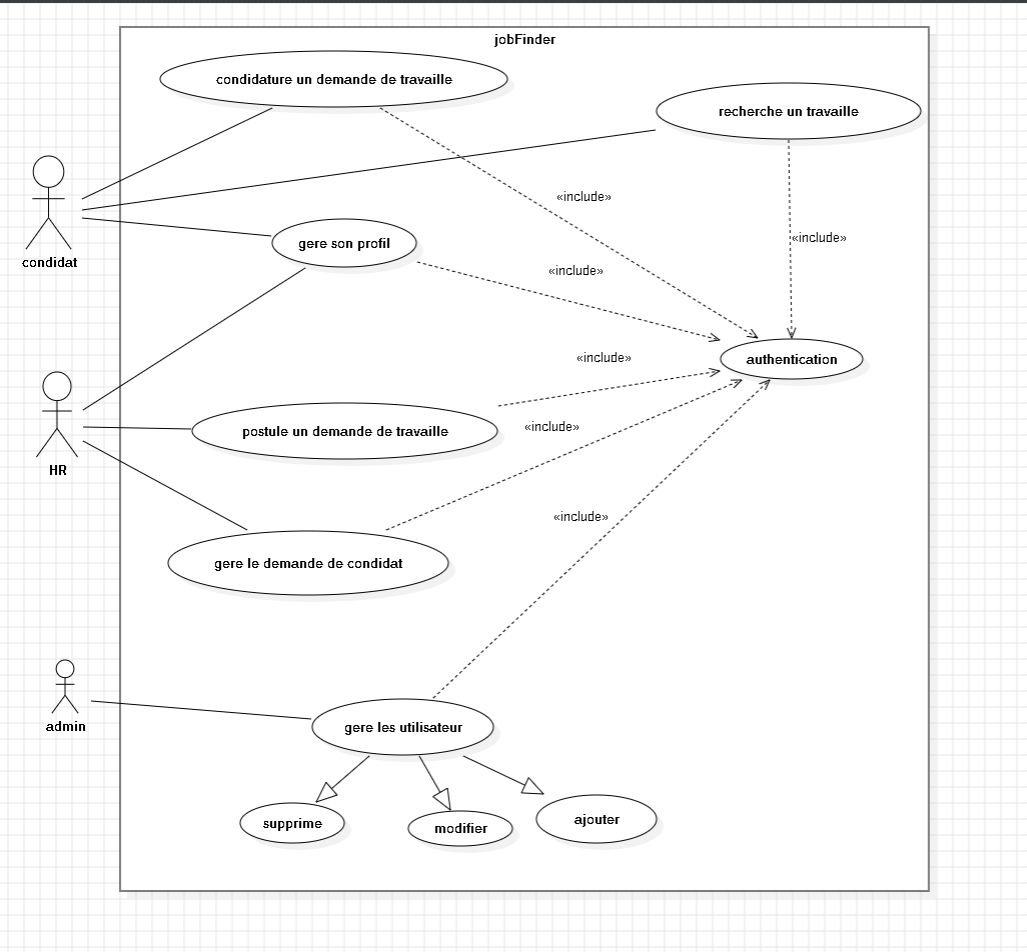 jobFinder
condidature un demande de travaille
recherche un travaille
«include»
«include»
condidat
gere son profil
«include»
«include»
authentication
HR
postule un demande de travaille
«include»
«include»
gere le demande de condidat
admin
gere les utilisateur
supprime
modifier
ajouter